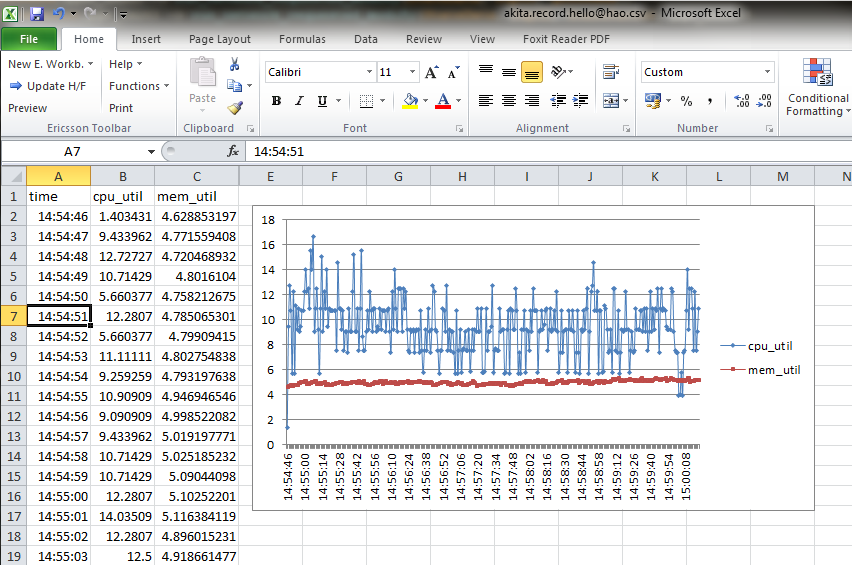 akita.record.hello@hao.csv - Microsoft Excel
File Home Insert Page Layout Formulas Data Review View Foxit Reader PDF
New E. Workb. Help
Update H/F Functions
Preview Print
Ericsson Toolbar
Paste
Clipboard
Calibri 11 A A
B I U A
Font
Alignment
Custom
% ,
Number
Conditional
Formatting
A7 fx 14:54:51
A B C E F G H I J K L M N
1 time cpu_util mem_util
2 14:54:46 1.403431 4.628853197
3 14:54:47 9.433962 4.771559408
4 14:54:48 12.72727 4.720468932
5 14:54:49 10.71429 4.8016104
6 14:54:50 5.660377 4.758212675
7 14:54:51 12.2807 4.785065301
8 14:54:52 5.660377 4.79909415
9 14:54:53 11.11111 4.802754838
10 14:54:54 9.259259 4.793197638
11 14:54:55 10.90909 4.946946546
12 14:54:56 9.090909 4.998522082
13 14:54:57 9.433962 5.019197771
14 14:54:58 10.71429 5.025185232
15 14:54:59 10.71429 5.09044098
16 14:55:00 12.2807 5.10252201
17 14:55:01 14.03509 5.116384119
18 14:55:02 12.2807 4.896015231
19 14:55:03 12.5 4.918661477
18
16
14
12
10
8
6
4
2
0
cpu_util
mem_util
14:54:46
14:55:00
14:55:14
14:55:28
14:55:42
14:55:56
14:56:10
14:56:24
14:56:38
14:56:52
14:57:06
14:57:20
14:57:34
14:57:48
14:58:02
14:58:16
14:58:30
14:58:44
14:58:58
14:59:12
14:59:26
14:59:40
14:59:54
15:00:08